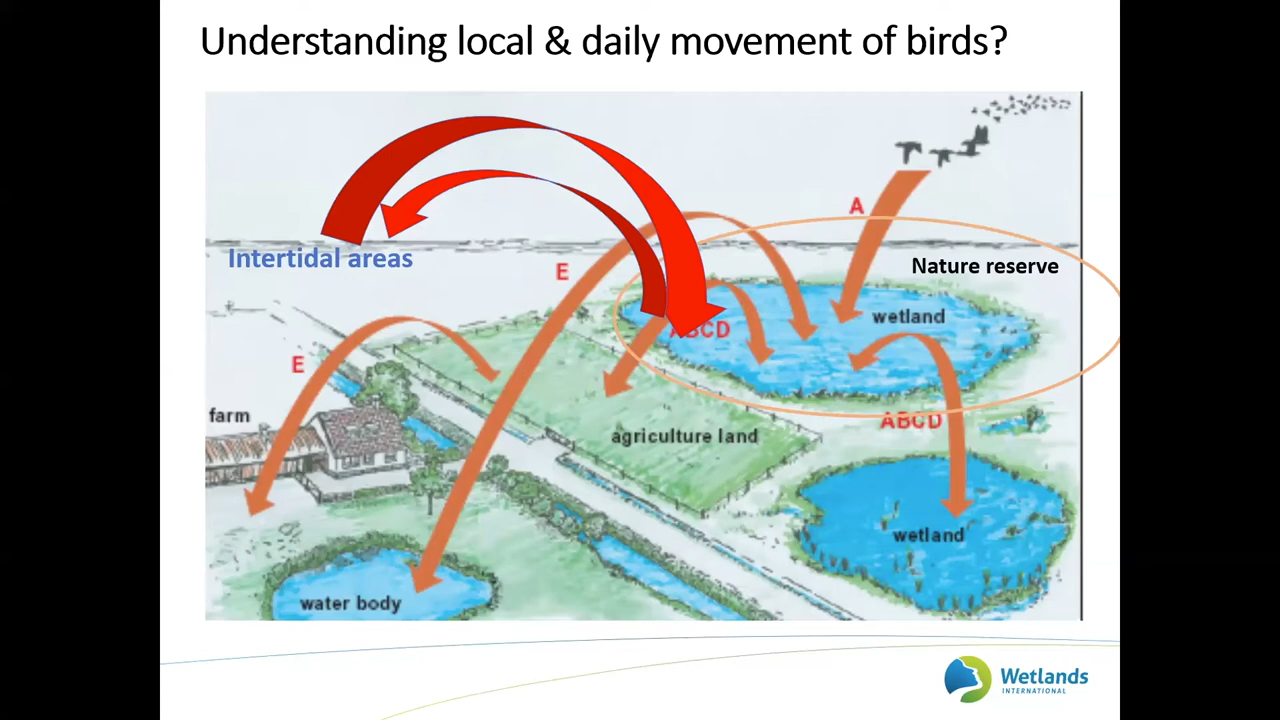 Understanding local & daily movement of birds?
A
Intertidal areas
E
Nature reserve
wetland
ABCD
E
farm
ABCD
agriculture land
wetland
water body
Wetlands
INTERNATIONAL